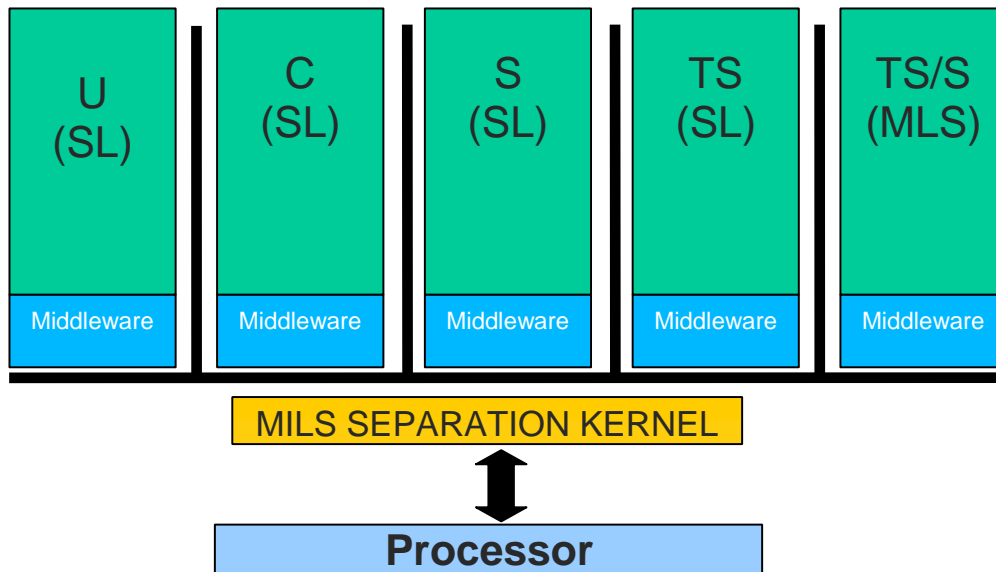 U
(SL)
C
(SL)
S
(SL)
TS
(SL)
TS/S
(MLS)
Middleware
Middleware
Middleware
Middleware
Middleware
MILS SEPARATION KERNEL
Processor